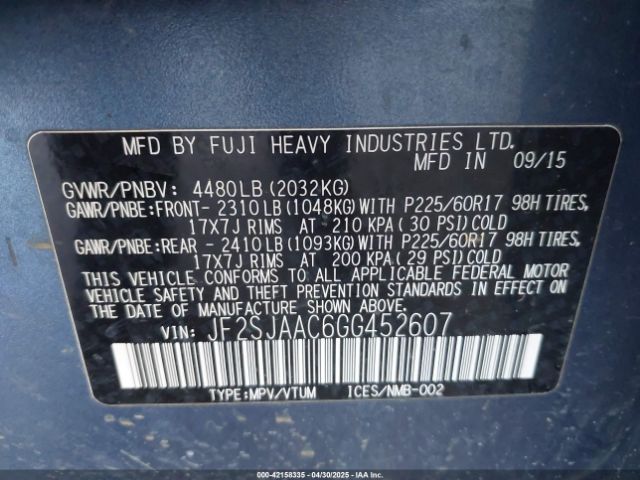 MFD BY FUJI HEAVY INDUSTRIES LTD.
MFD IN 09/15
GVWR/PNBV: 4480LB (2032KG)
GAWR/PNBE:FRONT- 2310LB (1048KG) WITH P225/60R17 98H TIRES,
17X7J RIMS AT 210 KPA (30 PSI) COLD
GAWR/PNBE:REAR - 2410LB (1093KG) WITH P225/60R17 98H TIRES,
17X7J RIMS AT 200 KPA (29 PSI) COLD
THIS VEHICLE CONFORMS TO ALL APPLICABLE FEDERAL MOTOR
VEHICLE SAFETY AND THEFT PREVENTION STANDARDS IN EFFECT ON
THE DATE OF MANUFACTURE SHOWN ABOVE.
VIN: JF2SJAAC6GG452607
TYPE:MPV/VTUM ICES/NMB-002
000-42158335 - 04/30/2025 - IAAI.COM